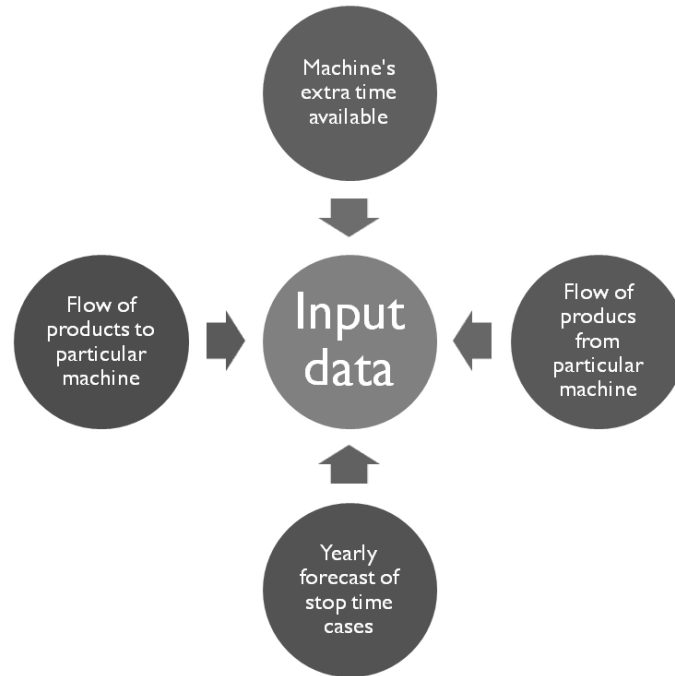 Machine's
extra time
available
Flow of
products to
particular
machine
Input
data
Flow of
producs
from
particular
machine
Yearly
forecast of
stop time
cases